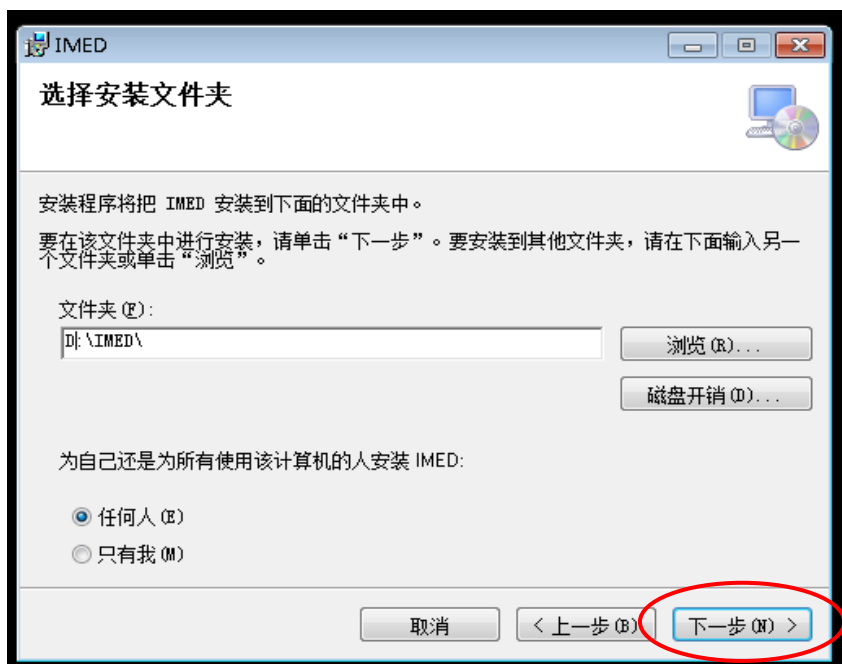 IMED
选择安装文件夹
安装程序将把 IMED 安装到下面的文件夹中。
要在该文件夹中进行安装，请单击“下一步”。要安装到其他文件夹，请在下面输入另一
个文件夹或单击“浏览”。
文件夹(F):
D:\IMED\
浏览(R)...
磁盘开销(D)...
为自己还是为所有使用该计算机的人安装 IMED:
任何人(E)
只有我(M)
取消
< 上一步(B)
下一步(N) >